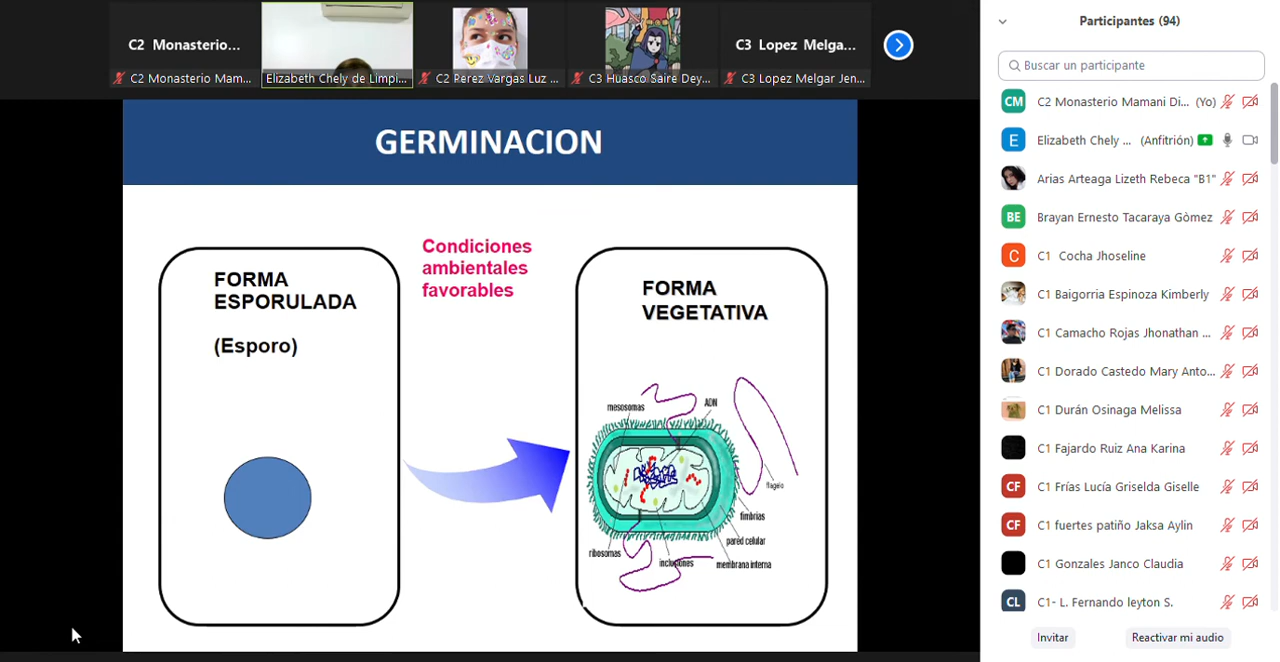 C2 Monasterio...
C3 Lopez Melga...
C2 Monasterio Mam...
Elizabeth Chely de Limpi...
C2 Perez Vargas Luz ...
C3 Huasco Saire Dey...
C3 Lopez Melgar Jen...
GERMINACION
FORMA
ESPORULADA
(Esporo)
Condiciones
ambientales
favorables
FORMA
VEGETATIVA
mesosomas
ADN
flagelo
fimbrias
pared celular
ribosomas
inclusiones
membrana interna
Participantes (94)
Buscar un participante
CM C2 Monasterio Mamani Di... (Yo)
E Elizabeth Chely ... (Anfitrión)
Arias Arteaga Lizeth Rebeca "B1"
BE Brayan Ernesto Tacaraya Gòmez
C C1 Cocha Jhoseline
C1 Baigorria Espinoza Kimberly
C1 Camacho Rojas Jhonathan ...
C1 Dorado Castedo Mary Anto...
C1 Durán Osinaga Melissa
C1 Fajardo Ruiz Ana Karina
CF C1 Frías Lucía Griselda Giselle
CF C1 fuertes patiño Jaksa Aylin
C1 Gonzales Janco Claudia
CL C1- L. Fernando leyton S.
Invitar
Reactivar mi audio